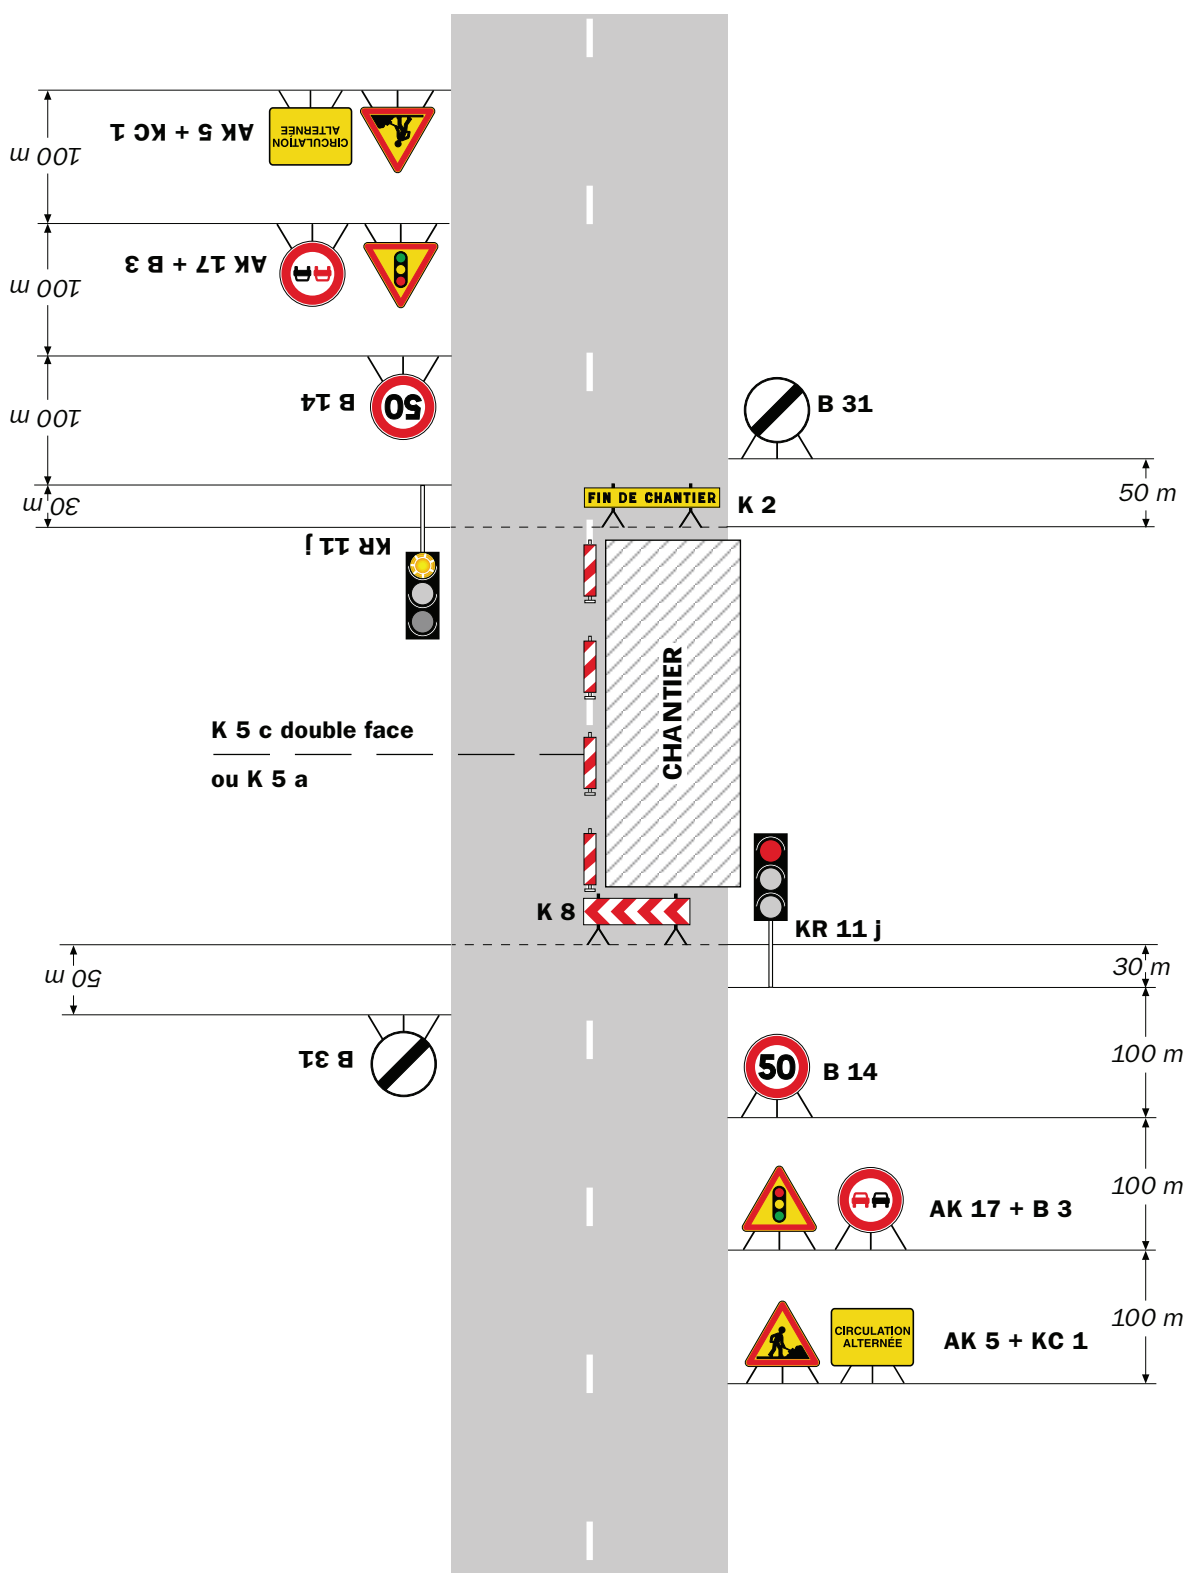 AK 5 + KC 1
CIRCULATION
ALTERNÉE
100 m
AK 17 + B 3
100 m
B 14
50
100 m
B 31
30 m
FIN DE CHANTIER
K 2
50 m
KR 11 j
CHANTIER
K 5 c double face
ou K 5 a
K 8
KR 11 j
50 m
30 m
B 31
50
B 14
100 m
AK 17 + B 3
100 m
CIRCULATION
ALTERNÉE
AK 5 + KC 1
100 m